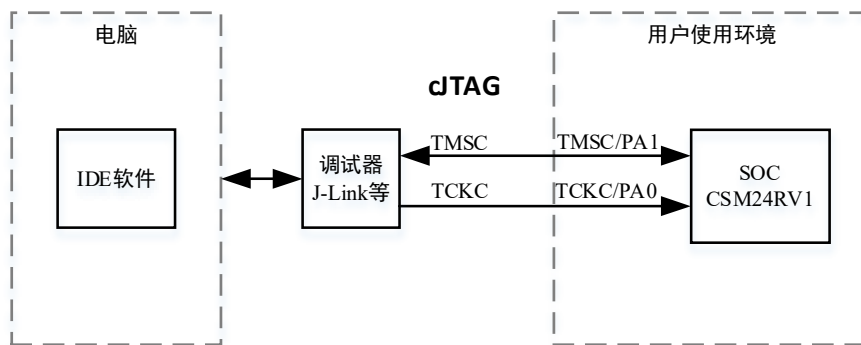 电脑
用户使用环境
cJTAG
IDE软件
调试器
J-Link等
TMSC
TMSC/PA1
TCKC
TCKC/PA0
SOC
CSM24RV1